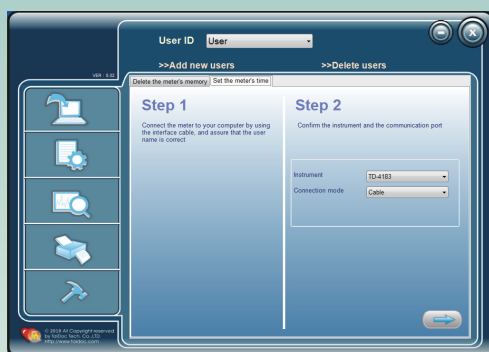 User ID User
>>Add new users >>Delete users
VER : 5.02
Delete the meter's memory Set the meter's time
Step 1
Connect the meter to your computer by using
the interface cable, and assure that the user
name is correct
Step 2
Confirm the instrument and the communication port
Instrument TD-4183
Connection mode Cable
© 2010 All Copyright reserved
by TaiDoc Tech. Co.,LTD.
http://www.taidoc.com